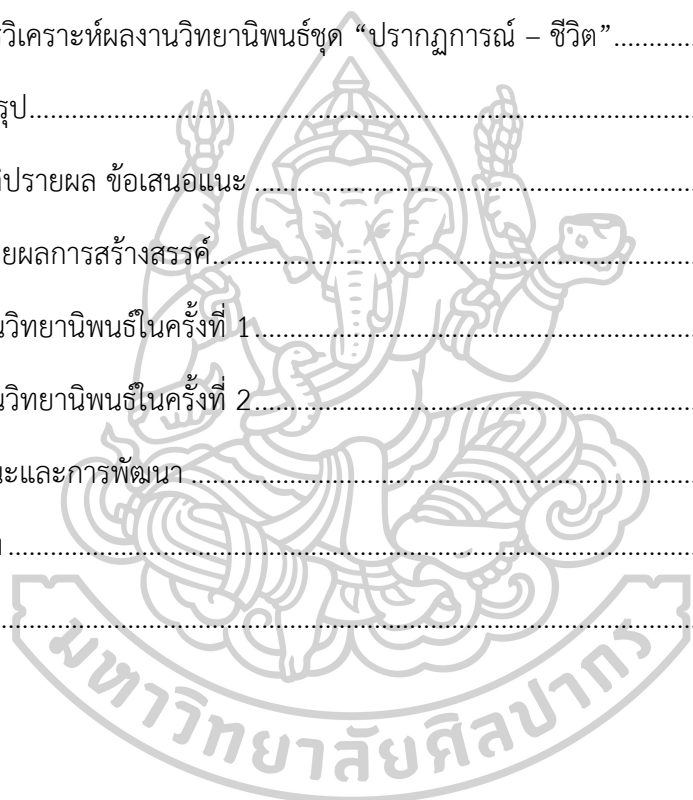 วิเคราะห์ผลงานวิทยานิพนธ์ชุด “ปรากฏการณ์ – ชีวิต”..............
รุป................................................................................
ปรายผล ข้อเสนอแนะ ......................................................
ยผลการสร้างสรรค์............................................................
วิทยานิพนธ์ในครั้งที่ 1.......................................................
วิทยานิพนธ์ในครั้งที่ 2.......................................................
นะและการพัฒนา ..............................................................
มหาวิทยาลัยศิลปากร